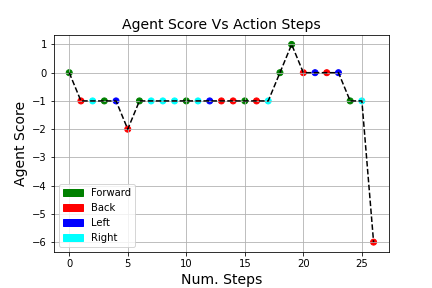 Agent Score Vs Action Steps
Agent Score
1
0
−1
−2
−3
−4
−5
−6
Forward
Back
Left
Right
0 5 10 15 20 25
Num. Steps